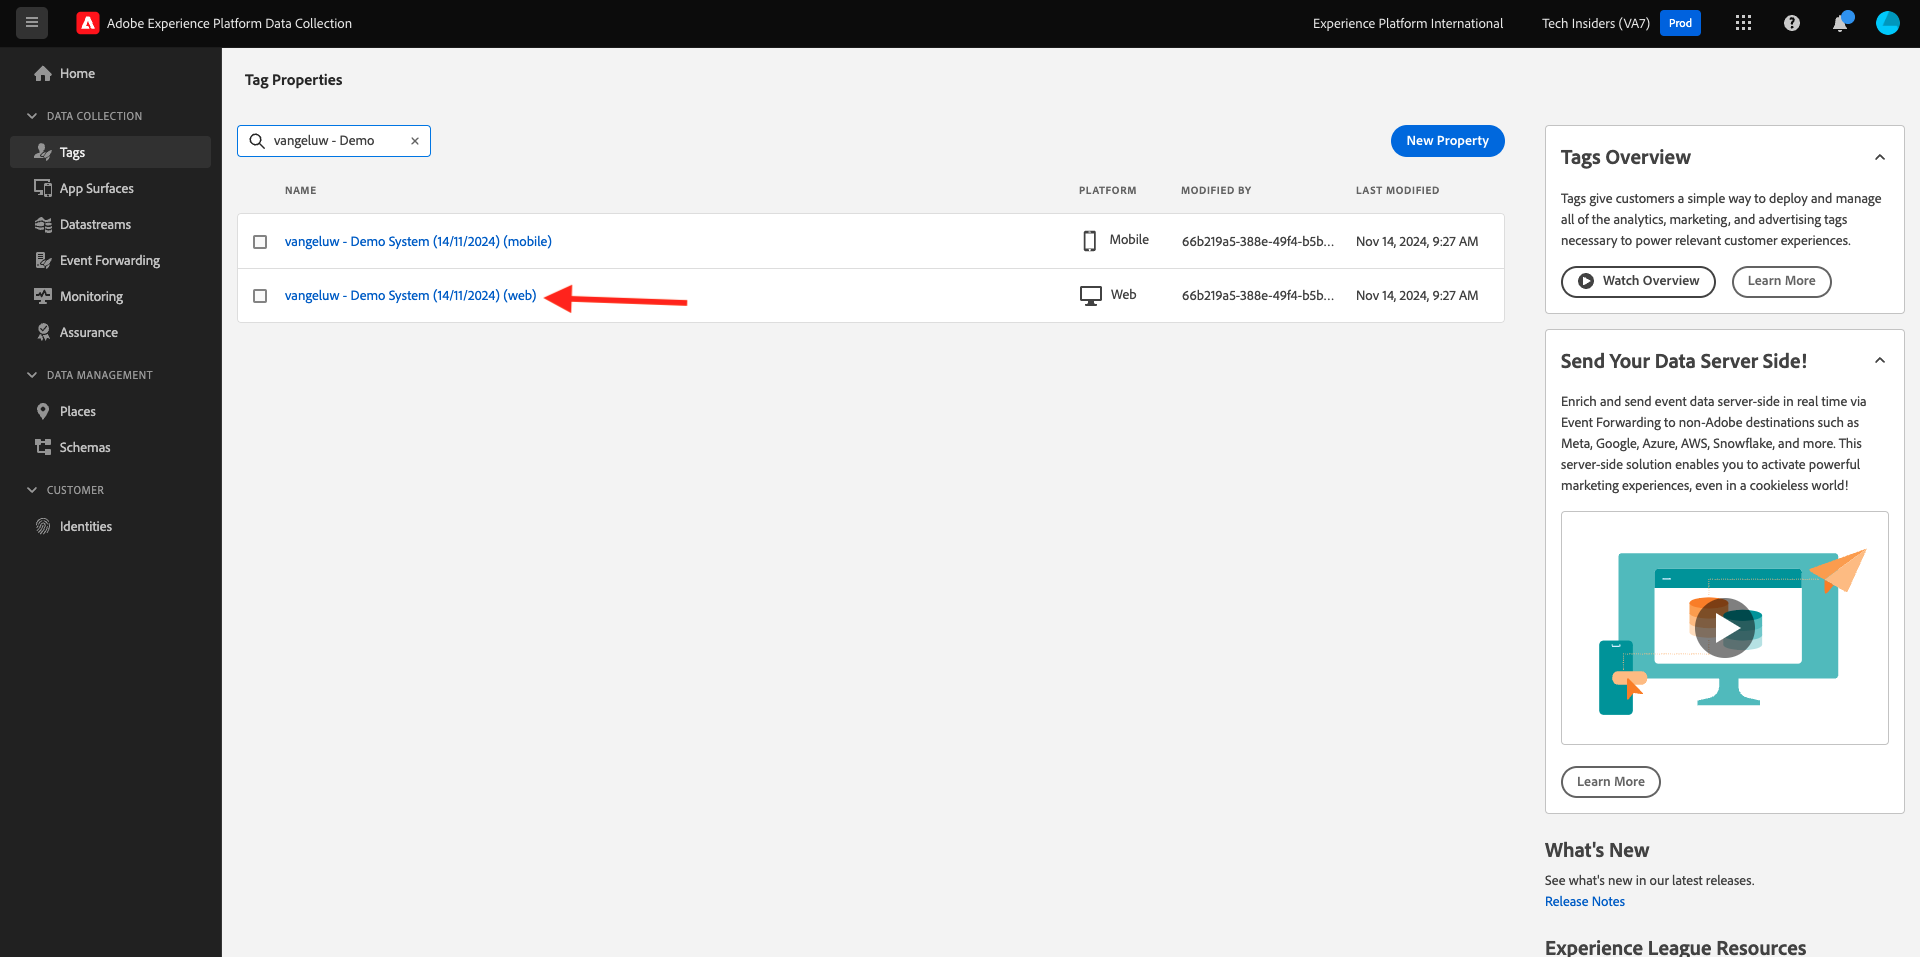 Adobe Experience Platform Data Collection
Experience Platform International
Tech Insiders (VA7)
Prod
Home
DATA COLLECTION
Tags
App Surfaces
Datastreams
Event Forwarding
Monitoring
Assurance
DATA MANAGEMENT
Places
Schemas
CUSTOMER
Identities
Tag Properties
vangeluw - Demo
New Property
NAME PLATFORM MODIFIED BY LAST MODIFIED
vangeluw - Demo System (14/11/2024) (mobile) Mobile 66b219a5-388e-49f4-b5b... Nov 14, 2024, 9:27 AM
vangeluw - Demo System (14/11/2024) (web) Web 66b219a5-388e-49f4-b5b... Nov 14, 2024, 9:27 AM
Tags Overview
Tags give customers a simple way to deploy and manage
all of the analytics, marketing, and advertising tags
necessary to power relevant customer experiences.
Watch Overview
Learn More
Send Your Data Server Side!
Enrich and send event data server-side in real time via
Event Forwarding to non-Adobe destinations such as
Meta, Google, Azure, AWS, Snowflake, and more. This
server-side solution enables you to activate powerful
marketing experiences, even in a cookieless world!
Learn More
What's New
See what's new in our latest releases.
Release Notes
Experience League Resources